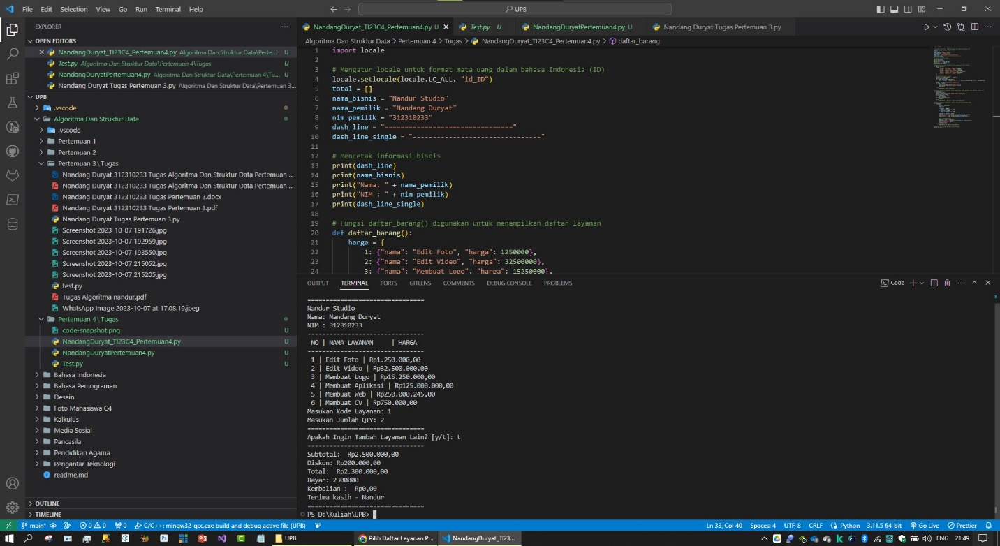 File Edit Selection View Go Run Terminal Help
UPB
EXPLORER
OPEN EDITORS
NandangDuryat_TI23C4_Pertemuan4.py Algoritma Dan Struktur Data\Perte... U
Test.py Algoritma Dan Struktur Data\Pertemuan 4\Tugas U
NandangDuryatPertemuan4.py Algoritma Dan Struktur Data\Pertemuan 4\Tu... U
Nandang Duryat Tugas Pertemuan 3.py Algoritma Dan Struktur Data\Pertemuan 3...
UPB
.vscode
Algoritma Dan Struktur Data
.vscode
Pertemuan 1
Pertemuan 2
Pertemuan 3\Tugas
Nandang Duryat 312310233 Tugas Algoritma Dan Struktur Data Pertemuan ...
Nandang Duryat 312310233 Tugas Algoritma Dan Struktur Data Pertemuan ...
Nandang Duryat 312310233 Tugas Pertemuan 3.docx
Nandang Duryat 312310233 Tugas Pertemuan 3.pdf
Nandang Duryat Tugas Pertemuan 3.py
Screenshot 2023-10-07 191726.jpg
Screenshot 2023-10-07 192959.jpg
Screenshot 2023-10-07 193550.jpg
Screenshot 2023-10-07 215052.jpg
Screenshot 2023-10-07 215205.jpg
test.py
Tugas Algoritma nandur.pdf
WhatsApp Image 2023-10-07 at 17.08.19.jpeg
Pertemuan 4\Tugas
code-snapshot.png U
NandangDuryat_TI23C4_Pertemuan4.py U
NandangDuryatPertemuan4.py U
Test.py U
Bahasa Indonesia
Bahasa Pemograman
Desain
Foto Mahasiswa C4
Kalkulus
Media Sosial
Pancasila
Pendidikan Agama
Pengantar Teknologi
readme.md
OUTLINE
TIMELINE
NandangDuryat_TI23C4_Pertemuan4.py U Test.py U NandangDuryatPertemuan4.py U Nandang Duryat Tugas Pertemuan 3.py
Algoritma Dan Struktur Data > Pertemuan 4 > Tugas > NandangDuryat_TI23C4_Pertemuan4.py > daftar_barang
1 import locale
2
3 # Mengatur locale untuk format mata uang dalam bahasa Indonesia (ID)
4 locale.setlocale(locale.LC_ALL, "id_ID")
5 total = []
6 nama_bisnis = "Nandur Studio"
7 nama_pemilik = "Nandang Duryat"
8 nim_pemilik = "312310233"
9 dash_line = "================================"
10 dash_line_single = "--------------------------------"
11
12 # Mencetak informasi bisnis
13 print(dash_line)
14 print(nama_bisnis)
15 print("Nama: " + nama_pemilik)
16 print("NIM : " + nim_pemilik)
17 print(dash_line_single)
18
19 # Fungsi daftar_barang() digunakan untuk menampilkan daftar layanan
20 def daftar_barang():
21 harga = {
22 1: {"nama": "Edit Foto", "harga": 1250000},
23 2: {"nama": "Edit Video", "harga": 32500000},
24 3: {"nama": "Membuat Logo", "harga": 15250000},
OUTPUT TERMINAL PORTS GITLENS COMMENTS DEBUG CONSOLE PROBLEMS
Code
================================
Nandur Studio
Nama: Nandang Duryat
NIM : 312310233
--------------------------------
NO | NAMA LAYANAN | HARGA
--------------------------------
1 | Edit Foto | Rp1.250.000,00
2 | Edit Video | Rp32.500.000,00
3 | Membuat Logo | Rp15.250.000,00
4 | Membuat Aplikasi | Rp125.000.000,00
5 | Membuat Web | Rp250.000.245,00
6 | Membuat CV | Rp750.000,00
Masukan Kode Layanan: 1
Masukan Jumlah QTY: 2
================================
Apakah Ingin Tambah Layanan Lain? [y/t]: t
--------------------------------
Subtotal: Rp2.500.000,00
Diskon: Rp200.000,00
Total: Rp2.300.000,00
Bayar: 2300000
Kembalian : Rp0,00
Terima kasih - Nandur
================================
PS D:\Kuliah\UPB>
main* 0 0 0 C/C++: mingw32-gcc.exe build and debug active file (UPB) Ln 33, Col 40 Spaces: 4 UTF-8 CRLF Python 3.11.5 64-bit Go Live Prettier
UPB Pilih Daftar Layanan P... NandangDuryat_TI23... ENG 21:49